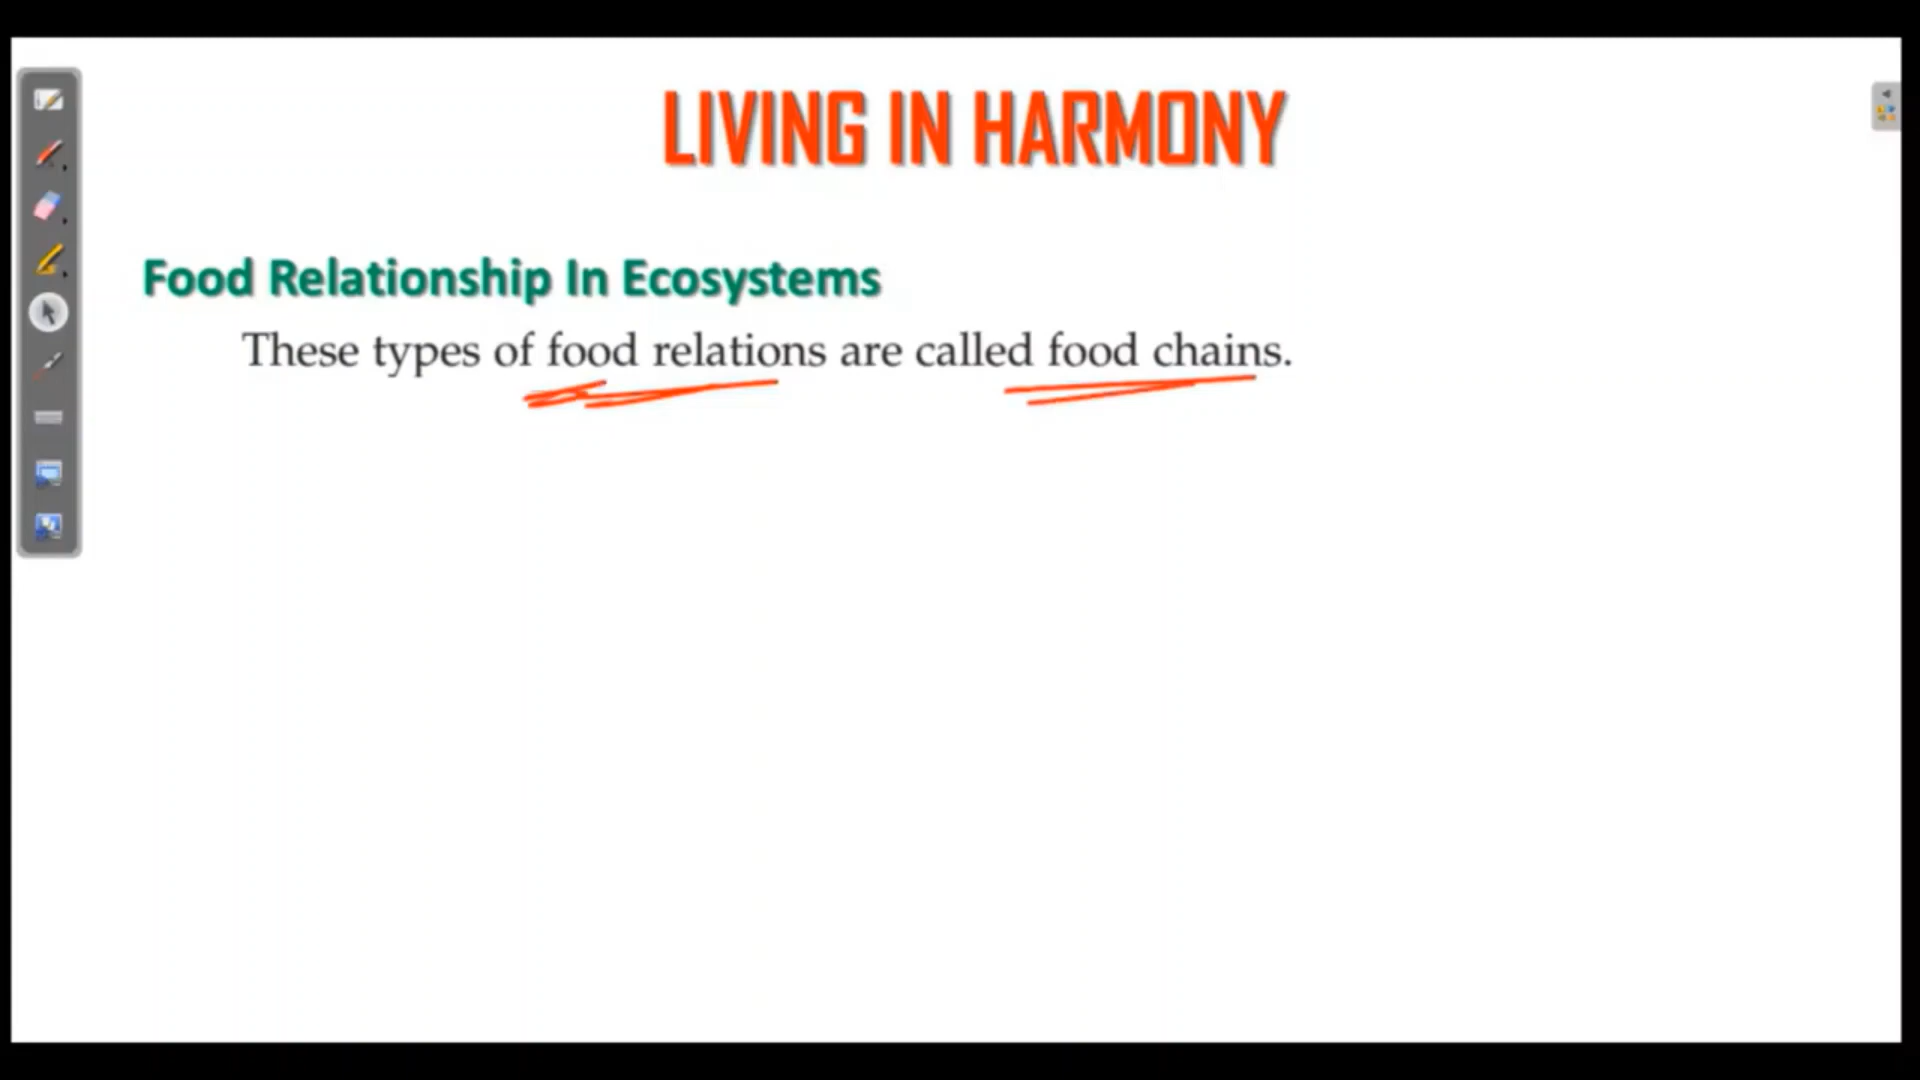 LIVING IN HARMONY
Food Relationship In Ecosystems
These types of food relations are called food chains.